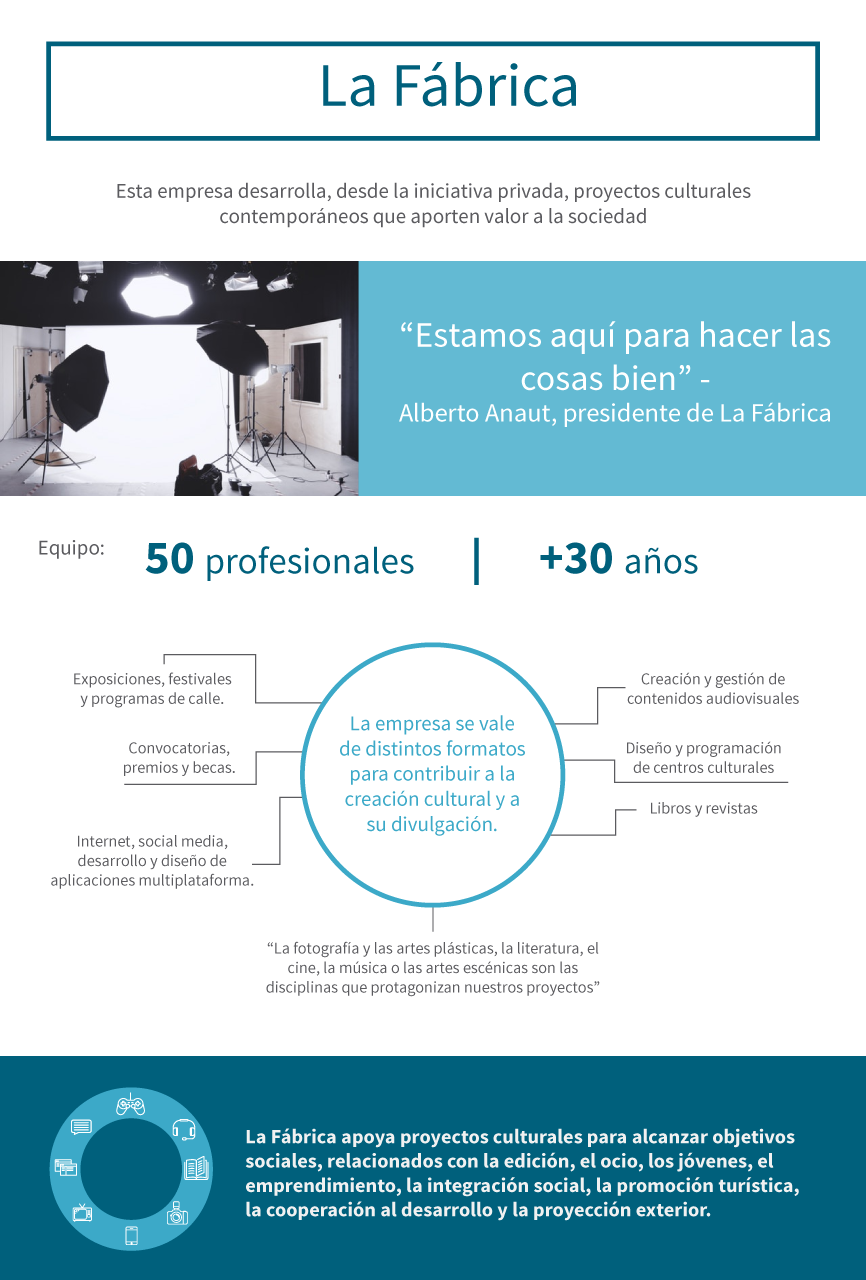 La Fábrica
Esta empresa desarrolla, desde la iniciativa privada, proyectos culturales
contemporáneos que aporten valor a la sociedad
“Estamos aquí para hacer las
cosas bien” -
Alberto Anaut, presidente de La Fábrica
Equipo:
50 profesionales | +30 años
Exposiciones, festivales
y programas de calle.
Convocatorias,
premios y becas.
Internet, social media,
desarrollo y diseño de
aplicaciones multiplataforma.
La empresa se vale
de distintos formatos
para contribuir a la
creación cultural y a
su divulgación.
Creación y gestión de
contenidos audiovisuales
Diseño y programación
de centros culturales
Libros y revistas
“La fotografía y las artes plásticas, la literatura, el
cine, la música o las artes escénicas son las
disciplinas que protagonizan nuestros proyectos”
La Fábrica apoya proyectos culturales para alcanzar objetivos
sociales, relacionados con la edición, el ocio, los jóvenes, el
emprendimiento, la integración social, la promoción turística,
la cooperación al desarrollo y la proyección exterior.